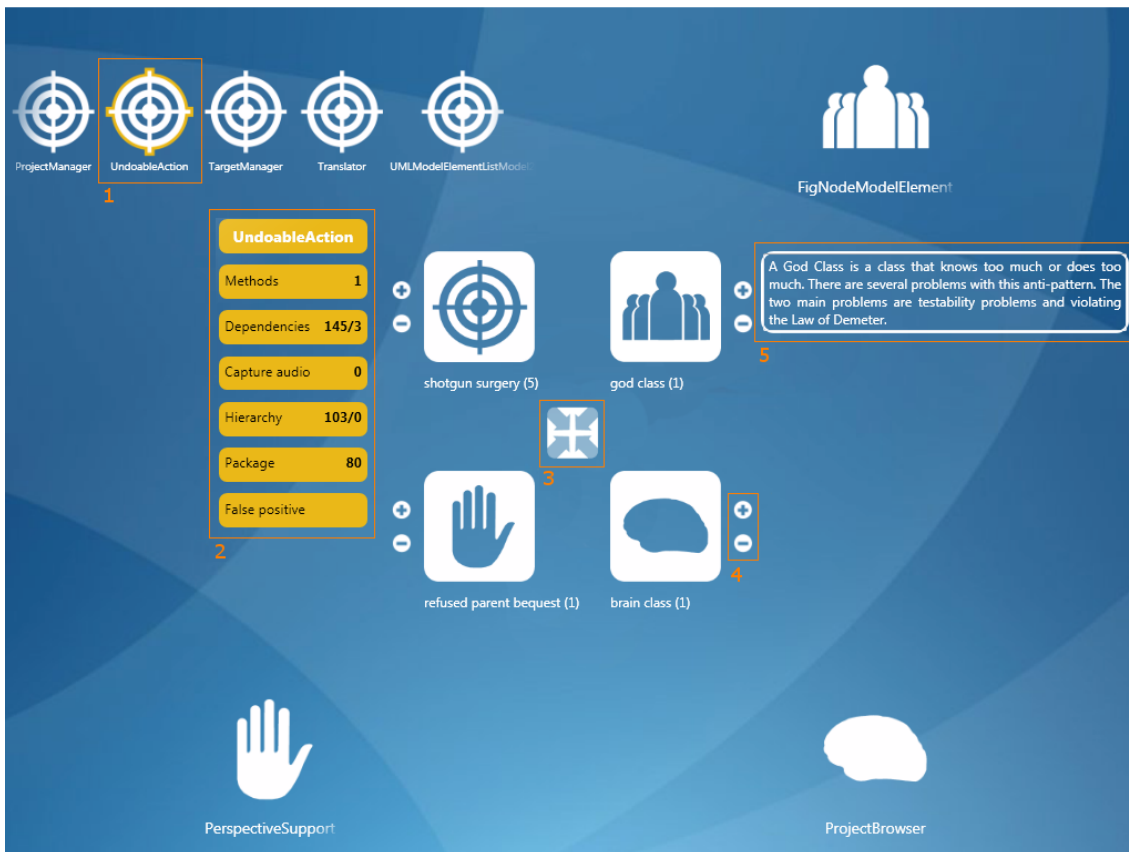 ProjectManager
UndoableAction
TargetManager
Translator
UMLModelElementListModel
1
FigNodeModelElement
UndoableAction
Methods 1
Dependencies 145/3
Capture audio 0
Hierarchy 103/0
Package 80
False positive
2
shotgun surgery (5)
god class (1)
A God Class is a class that knows too much or does too
much. There are several problems with this anti-pattern. The
two main problems are testability problems and violating
the Law of Demeter.
5
3
refused parent bequest (1)
brain class (1)
4
PerspectiveSupport
ProjectBrowser